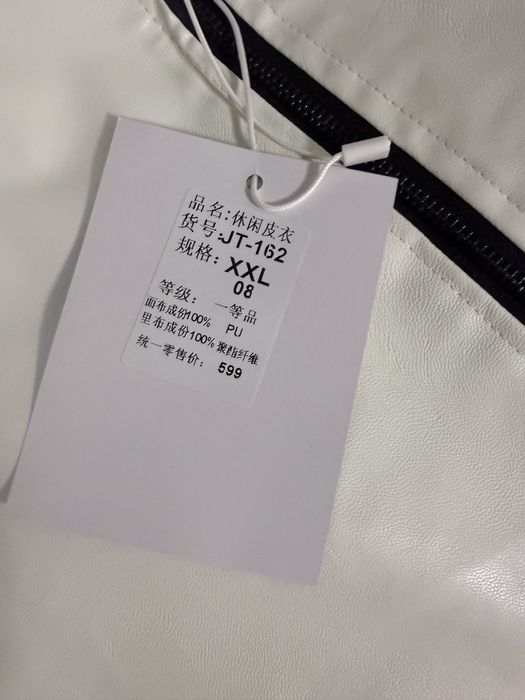 品名:休闲皮衣
货号:JT-162
规格: XXL
08
等级: 一等品
面布成份100% PU
里布成份100% 聚酯纤维
统一零售价: 599